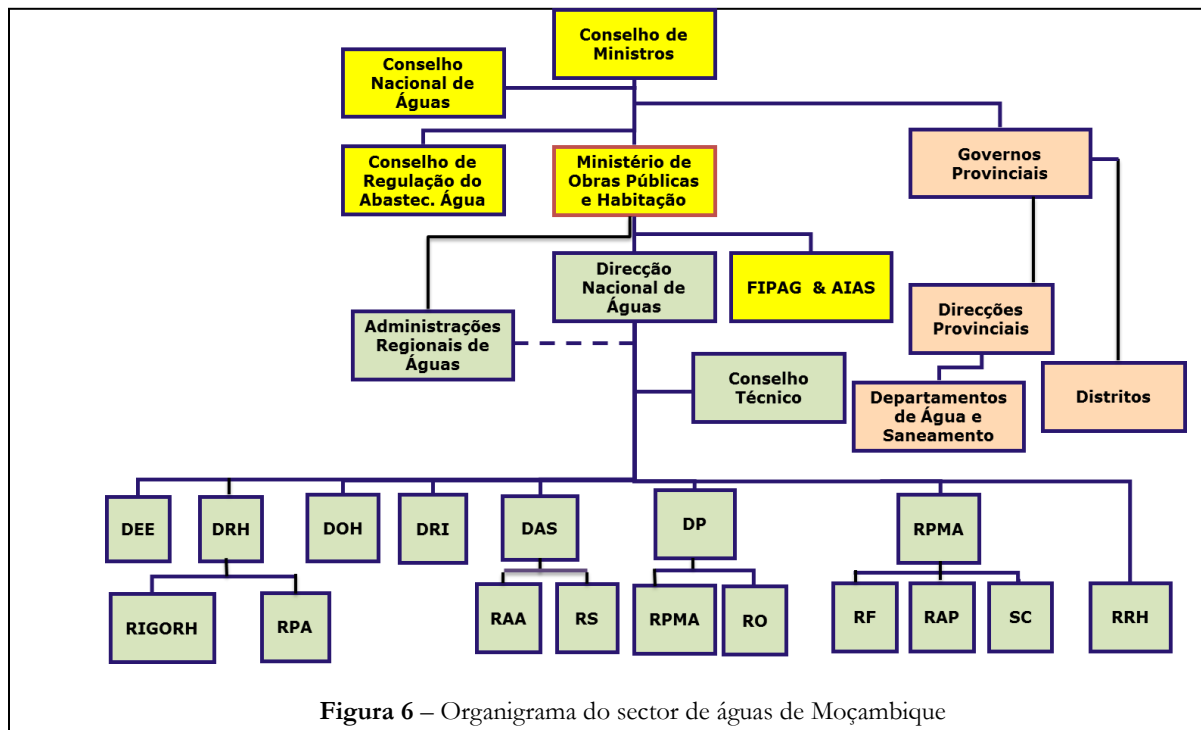 Conselho de
Ministros
Conselho
Nacional de
Águas
Conselho de
Regulação do
Abastec. Água
Ministério de
Obras Públicas
e Habitação
Governos
Provinciais
Direcção
Nacional de
Águas
FIPAG & AIAS
Administrações
Regionais de
Águas
Direcções
Provinciais
Conselho
Técnico
Departamentos
de Água e
Saneamento
Distritos
DEE
DRH
DOH
DRI
DAS
DP
RPMA
RIGORH
RPA
RAA
RS
RPMA
RO
RF
RAP
SC
RRH
Figura 6 – Organigrama do sector de águas de Moçambique